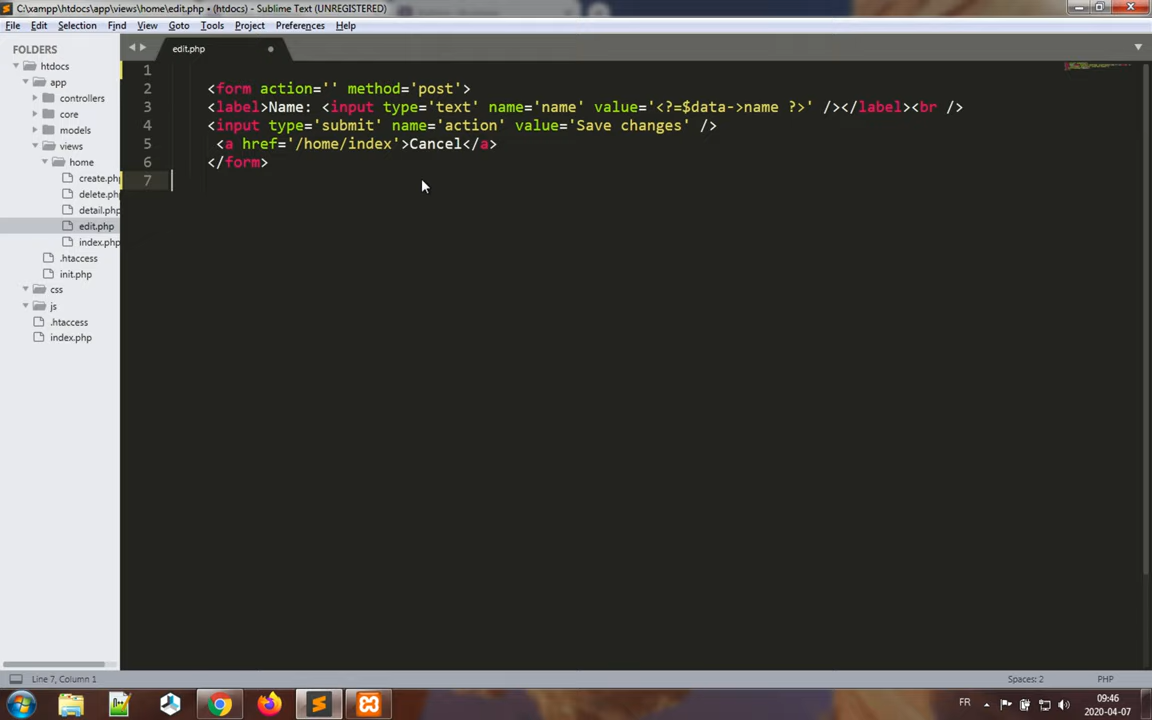 C:\xampp\htdocs\app\views\home\edit.php • (htdocs) - Sublime Text (UNREGISTERED)
File Edit Selection Find View Goto Tools Project Preferences Help
FOLDERS
htdocs
app
controllers
core
models
views
home
create.php
delete.php
detail.php
edit.php
index.php
.htaccess
init.php
css
js
.htaccess
index.php
edit.php
1
2 <form action='' method='post'>
3 <label>Name: <input type='text' name='name' value='<?=$data->name ?>' /></label><br />
4 <input type='submit' name='action' value='Save changes' />
5 <a href='/home/index'>Cancel</a>
6 </form>
7
Line 7, Column 1
Spaces: 2
PHP
FR
09:46
2020-04-07